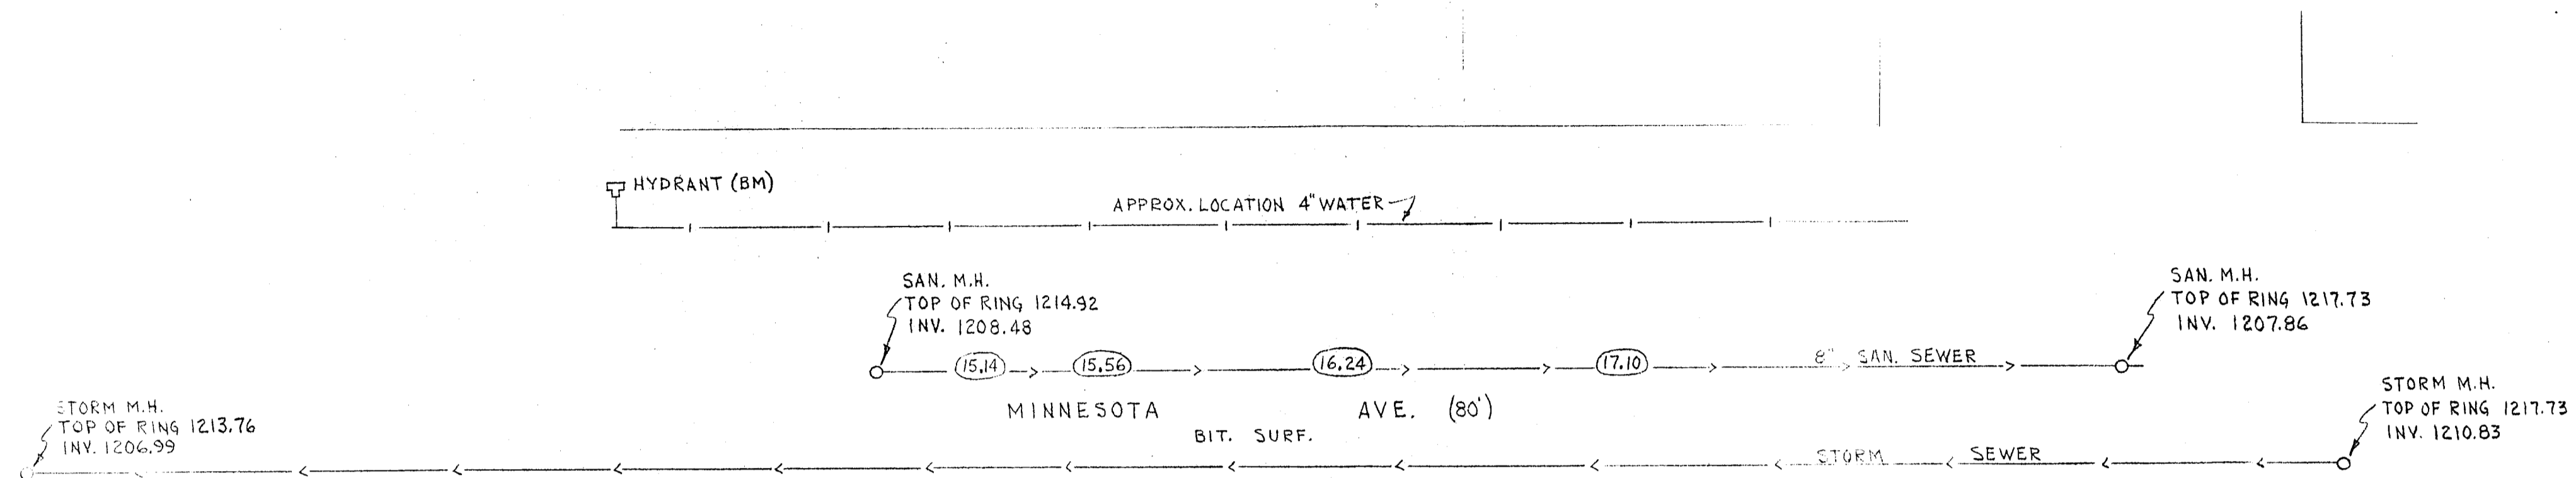 HYDRANT (BM)
APPROX. LOCATION 4" WATER
SAN. M.H.
TOP OF RING 1214.92
INV. 1208.48
SAN. M.H.
TOP OF RING 1217.73
INV. 1207.86
15.14
15.56
16.24
17.10
8" SAN. SEWER
MINNESOTA AVE. (80')
BIT. SURF.
STORM M.H.
TOP OF RING 1213.76
INV. 1206.99
STORM M.H.
TOP OF RING 1217.73
INV. 1210.83
STORM SEWER